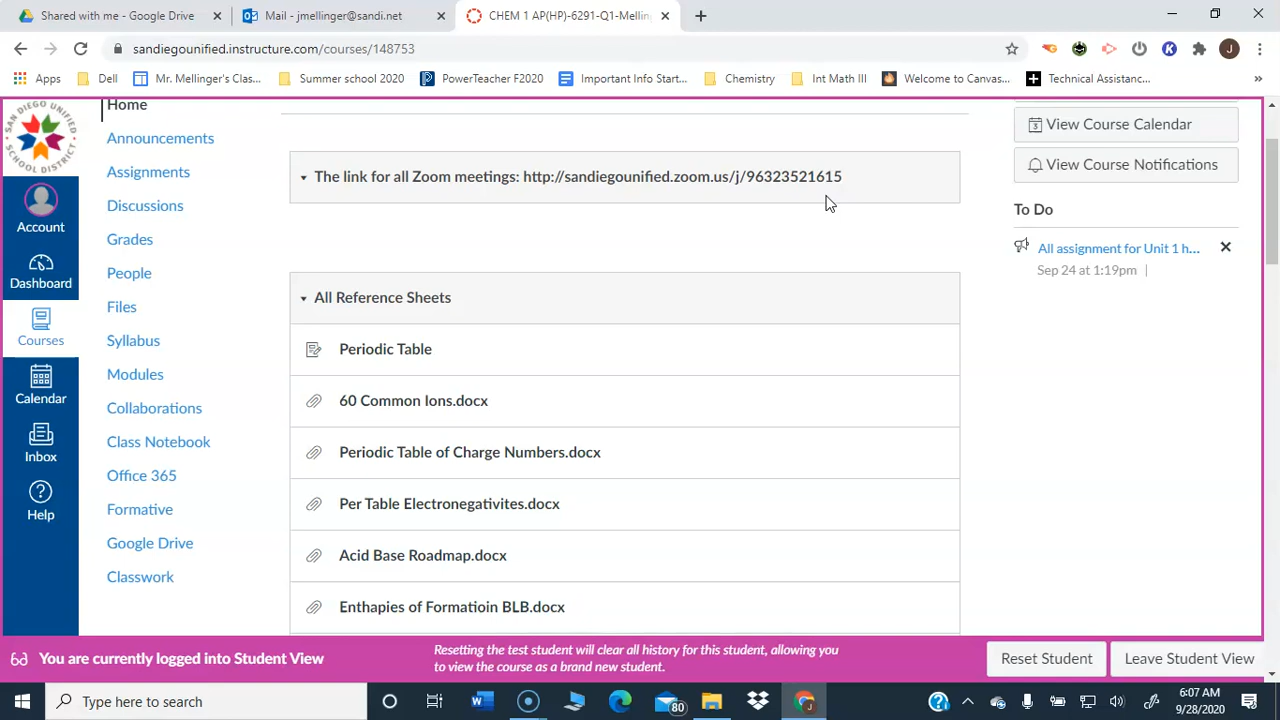 Shared with me - Google Drive
Mail - jmellinger@sandi.net
CHEM 1 AP(HP)-6291-Q1-Mellin
sandiegounified.instructure.com/courses/148753
K
J
Apps
Dell
Mr. Mellinger's Clas...
Summer school 2020
PowerTeacher F2020
Important Info Start...
Chemistry
Int Math III
Welcome to Canvas...
Technical Assistanc...
»
SAN DIEGO UNIFIED SCHOOL DISTRICT
Account
Dashboard
Courses
Calendar
Inbox
Help
Home
Announcements
Assignments
Discussions
Grades
People
Files
Syllabus
Modules
Collaborations
Class Notebook
Office 365
Formative
Google Drive
Classwork
The link for all Zoom meetings: http://sandiegounified.zoom.us/j/96323521615
All Reference Sheets
Periodic Table
60 Common Ions.docx
Periodic Table of Charge Numbers.docx
Per Table Electronegativites.docx
Acid Base Roadmap.docx
Enthapies of Formatioin BLB.docx
View Course Calendar
View Course Notifications
To Do
All assignment for Unit 1 h...
Sep 24 at 1:19pm |
You are currently logged into Student View
Resetting the test student will clear all history for this student, allowing you
to view the course as a brand new student.
Reset Student
Leave Student View
Type here to search
80
6:07 AM
9/28/2020